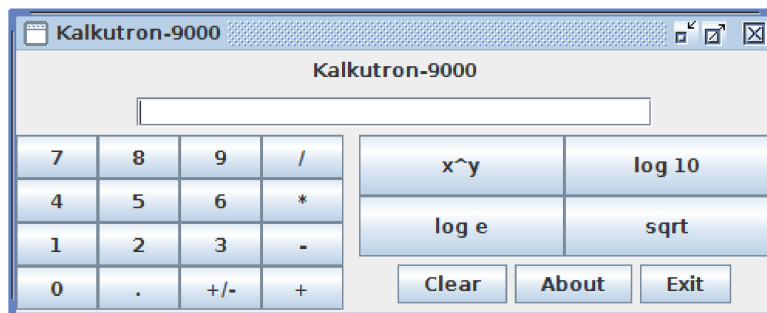 Kalkutron-9000
Kalkutron-9000
7 8 9 /
4 5 6 *
1 2 3 -
0 . +/- +
x^y log 10
log e sqrt
Clear About Exit